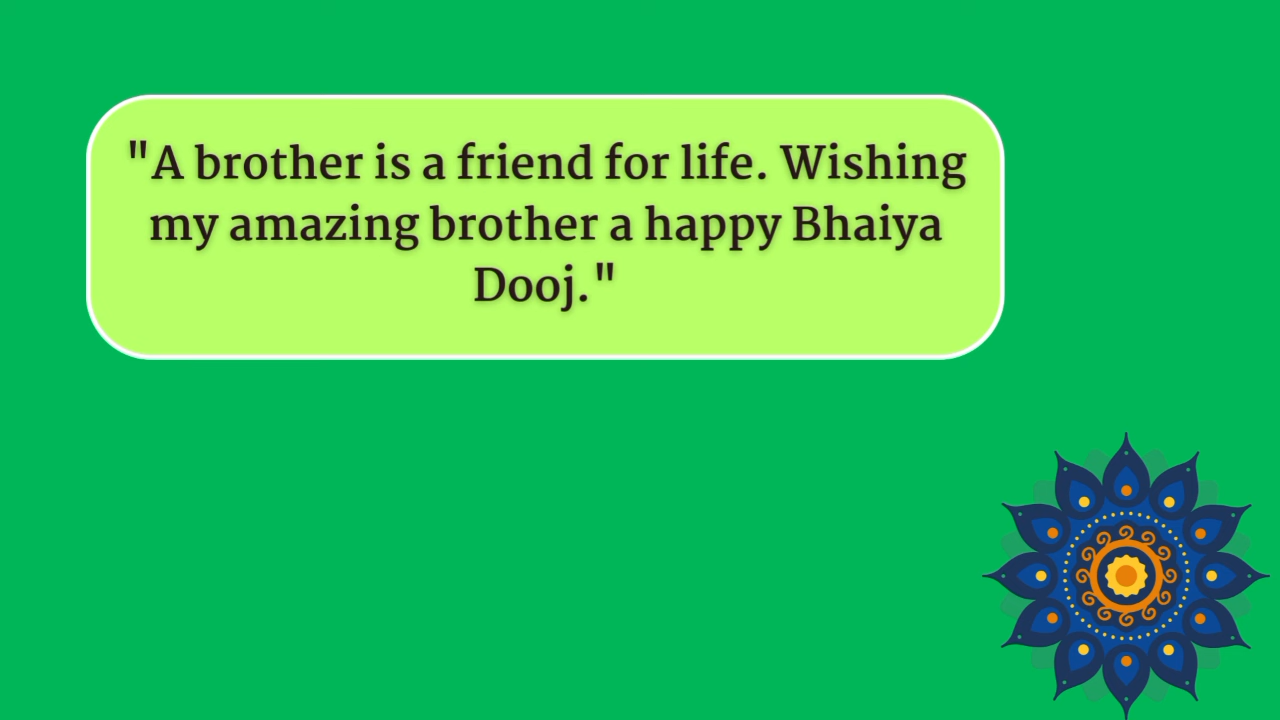 "A brother is a friend for life. Wishing
my amazing brother a happy Bhaiya
Dooj."